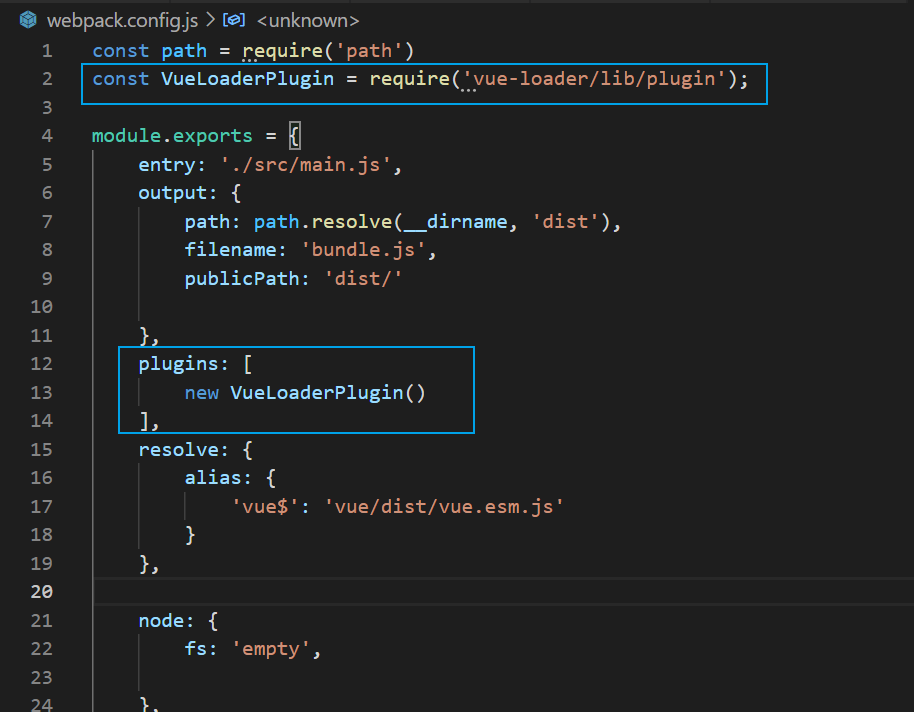 webpack.config.js > <unknown>
1 const path = require('path')
2 const VueLoaderPlugin = require('vue-loader/lib/plugin');
3
4 module.exports = {
5 entry: './src/main.js',
6 output: {
7 path: path.resolve(__dirname, 'dist'),
8 filename: 'bundle.js',
9 publicPath: 'dist/'
10
11 },
12 plugins: [
13 new VueLoaderPlugin()
14 ],
15 resolve: {
16 alias: {
17 'vue$': 'vue/dist/vue.esm.js'
18 }
19 },
20
21 node: {
22 fs: 'empty',
23
24 },